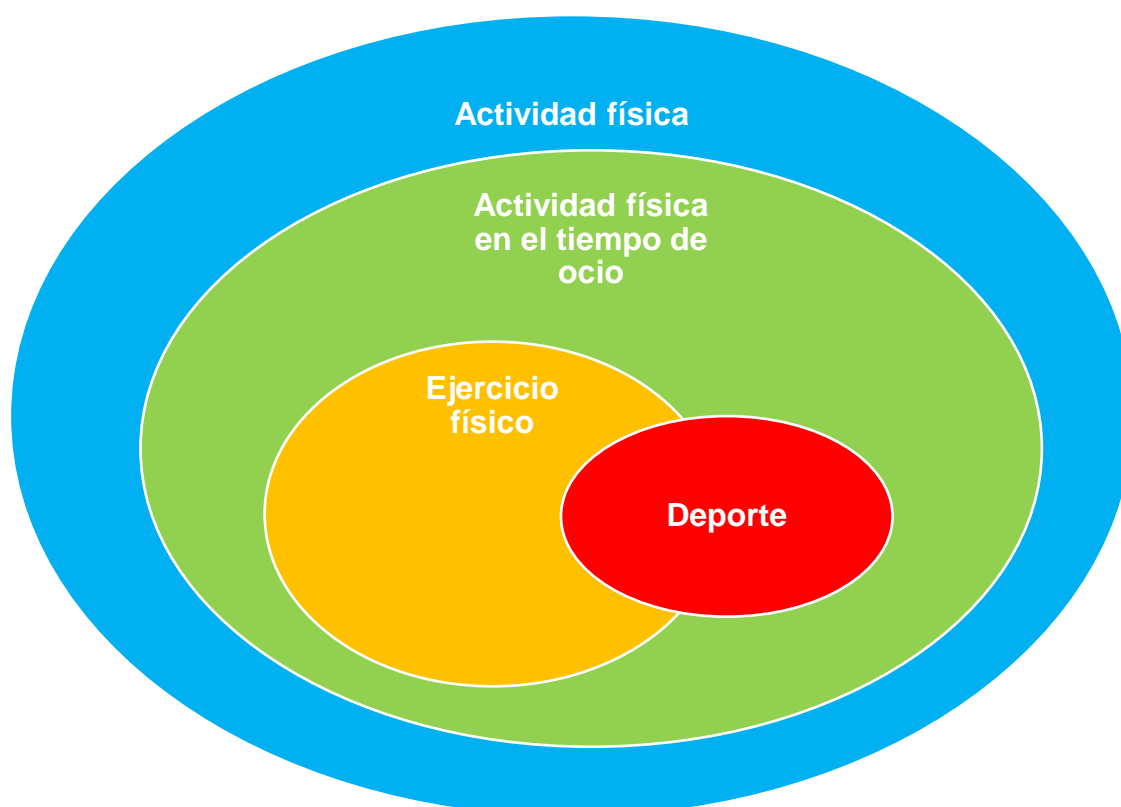 Actividad física
Actividad física
en el tiempo de
ocio
Ejercicio
físico
Deporte